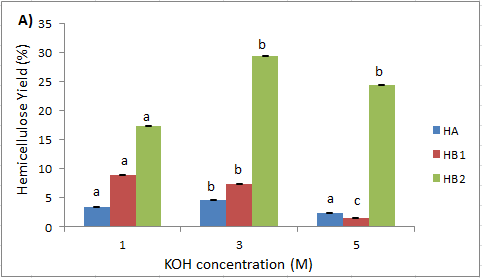 A)
Hemicellulose Yield (%)
35
30
25
20
15
10
5
0
a
a
a
b
b
b
a
c
b
1
3
5
KOH concentration (M)
HA
HB1
HB2